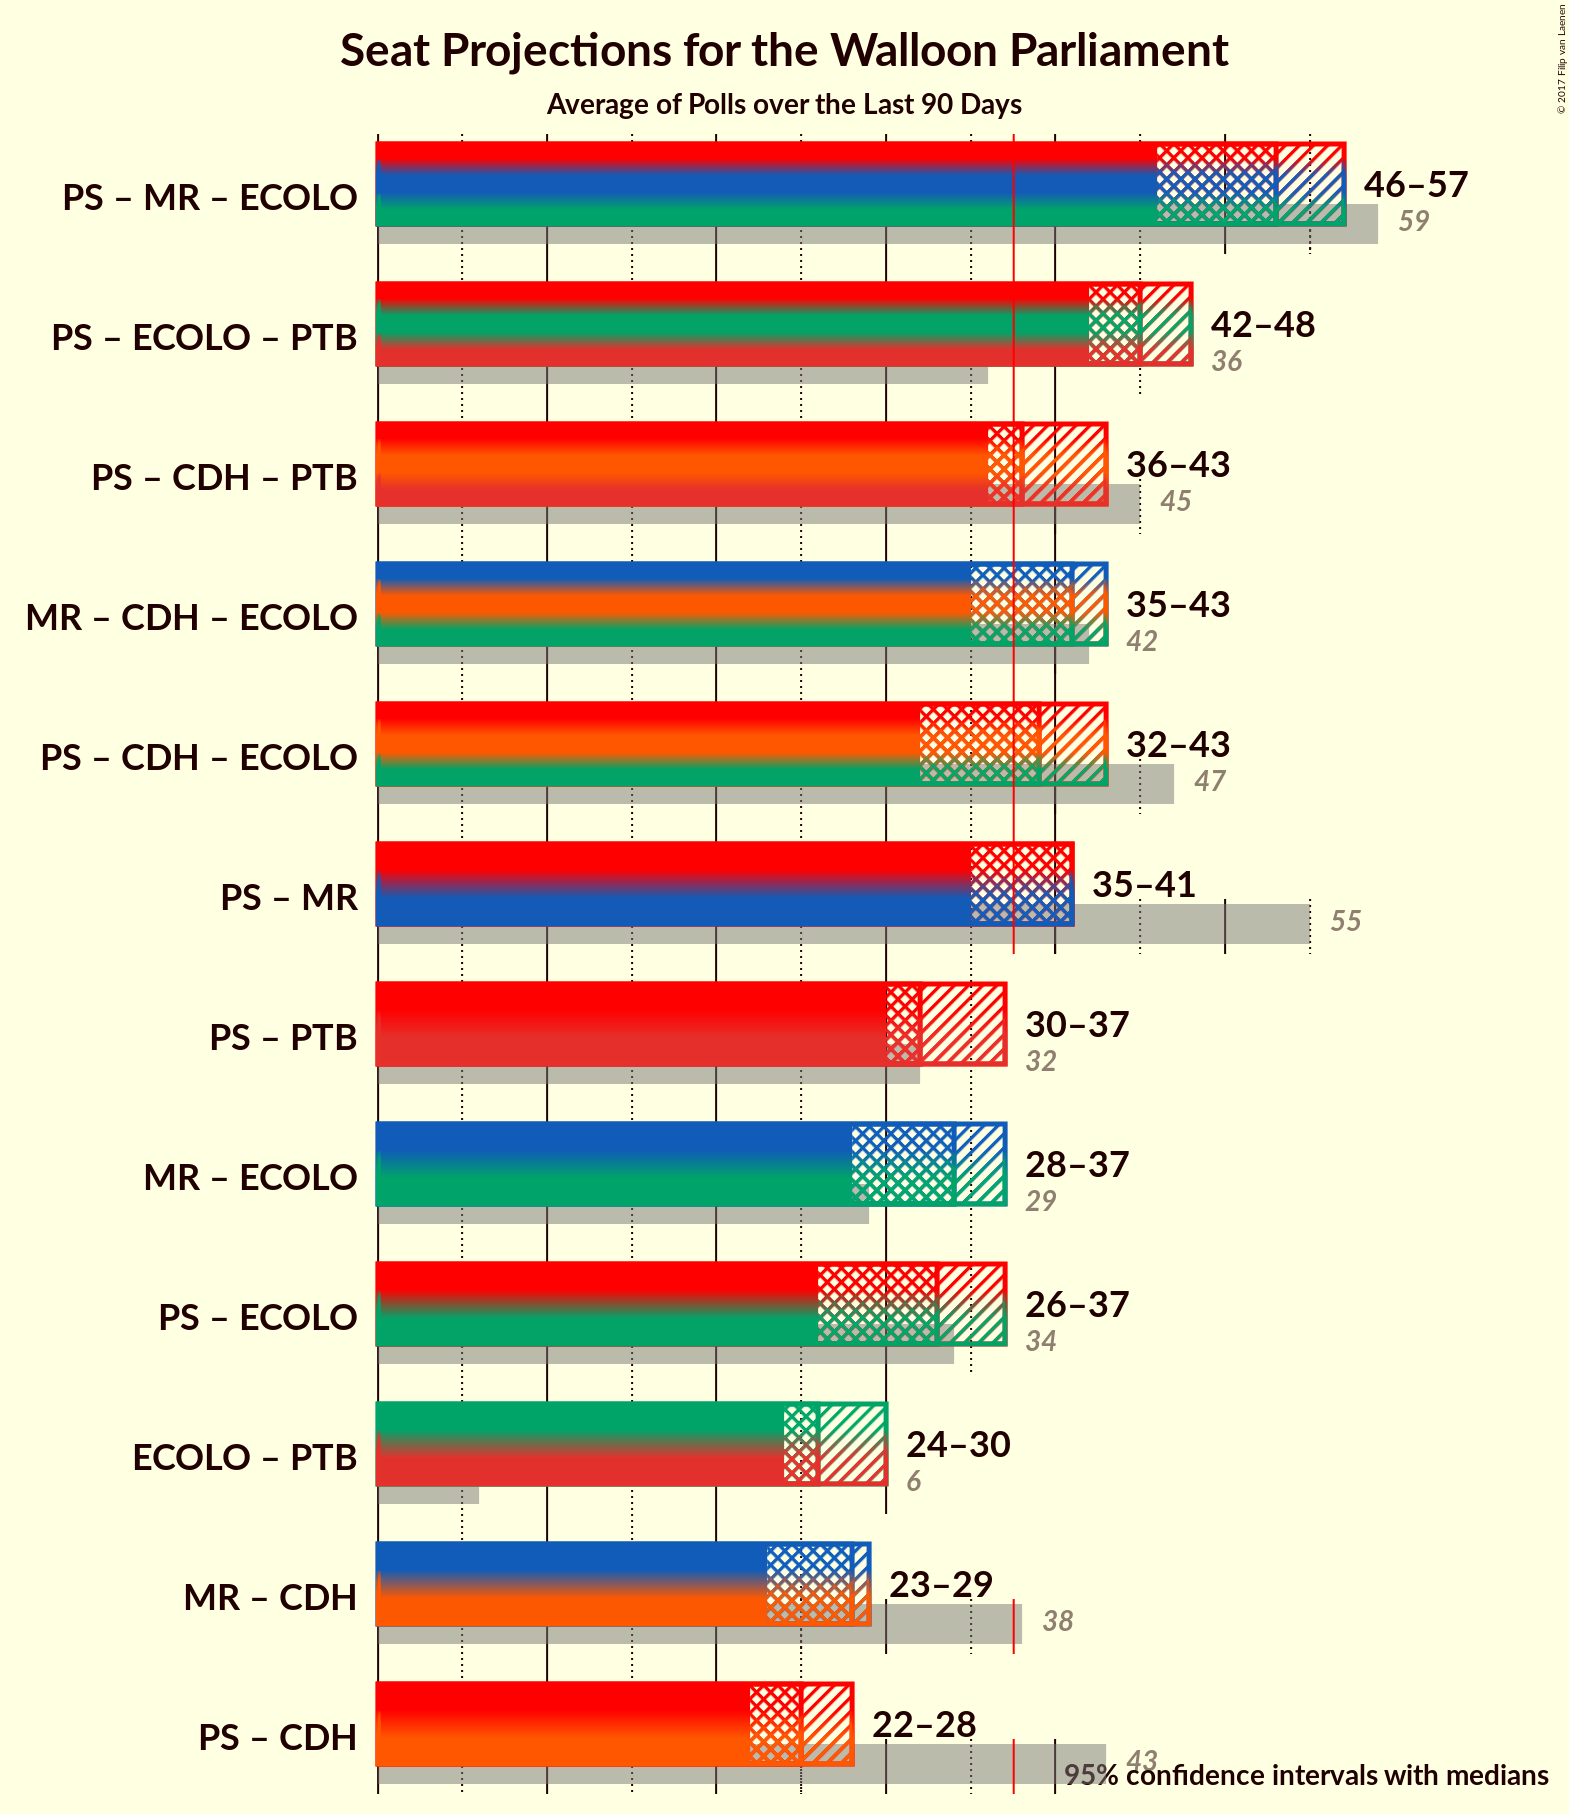 Seat Projections for the Walloon Parliament
Average of Polls over the Last 90 Days
© 2017 Filip van Laenen
PS – MR – ECOLO 46–57
59
PS – ECOLO – PTB 42–48
36
PS – CDH – PTB 36–43
45
MR – CDH – ECOLO 35–43
42
PS – CDH – ECOLO 32–43
47
PS – MR 35–41
55
PS – PTB 30–37
32
MR – ECOLO 28–37
29
PS – ECOLO 26–37
34
ECOLO – PTB 24–30
6
MR – CDH 23–29
38
PS – CDH 22–28
43
95% confidence intervals with medians